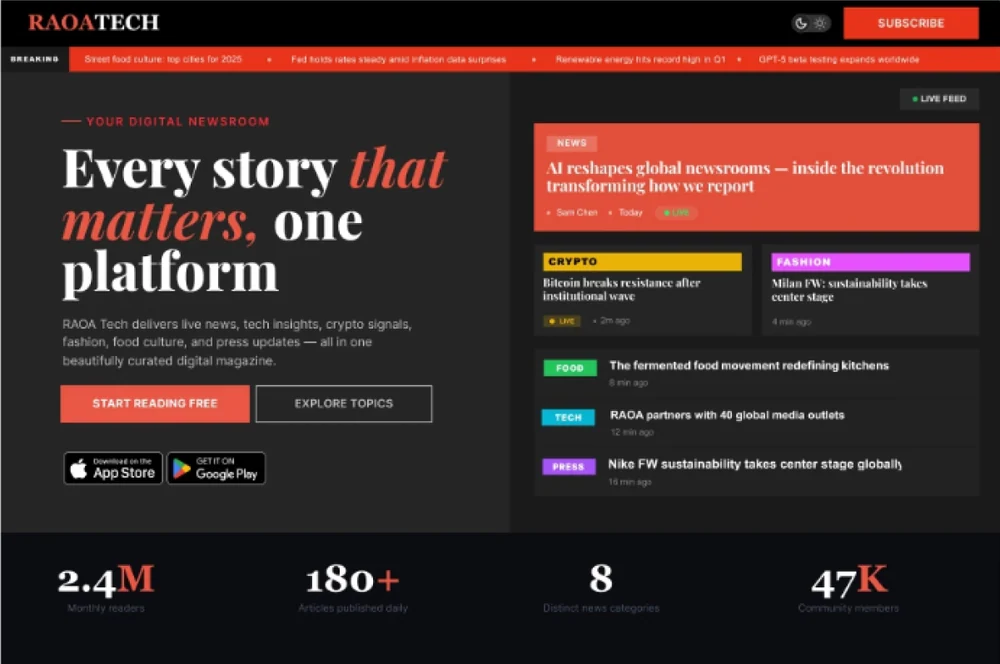 RAOATECH
SUBSCRIBE
BREAKING
Street food culture: top cities for 2025 • Fed holds rates steady amid inflation data surprises • Renewable energy hits record high in Q1 • GPT-5 beta testing expands worldwide
YOUR DIGITAL NEWSROOM
Every story that
matters, one
platform
RAOA Tech delivers live news, tech insights, crypto signals,
fashion, food culture, and press updates — all in one
beautifully curated digital magazine.
START READING FREE
EXPLORE TOPICS
Download on the
App Store
GET IT ON
Google Play
LIVE FEED
NEWS
AI reshapes global newsrooms — inside the revolution
transforming how we report
• Sam Chen • Today • LIVE
CRYPTO
Bitcoin breaks resistance after
institutional wave
• LIVE • 2m ago
FASHION
Milan FW: sustainability takes
center stage
4 min ago
FOOD
The fermented food movement redefining kitchens
8 min ago
TECH
RAOA partners with 40 global media outlets
12 min ago
PRESS
Nike FW sustainability takes center stage globally
16 min ago
2.4M
Monthly readers
180+
Articles published daily
8
Distinct news categories
47K
Community members